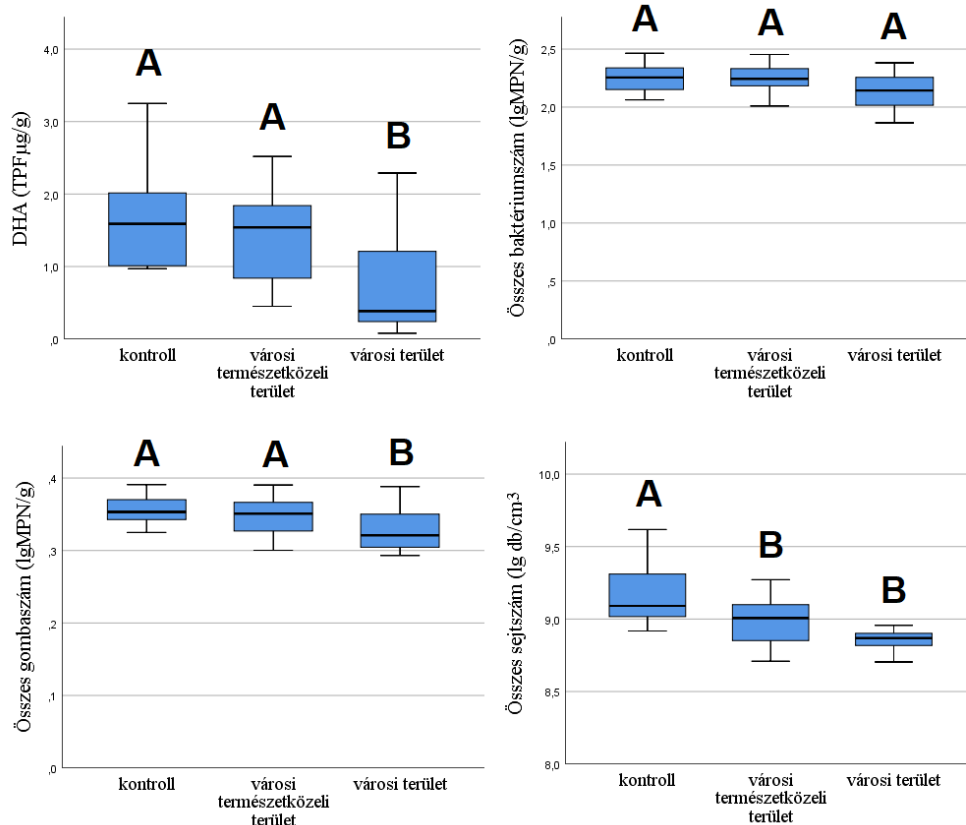 DHA (TPFµg/g)
4,0
3,0
2,0
1,0
,0
A
A
B
kontroll
városi
természetközeli
terület
városi terület
Összes baktériumszám (lgMPN/g)
2,5
2,0
1,5
1,0
,5
,0
A
A
A
kontroll
városi
természetközeli
terület
városi terület
Összes gombaszám (lgMPN/g)
,4
,3
,2
,1
,0
A
A
B
kontroll
városi
természetközeli
terület
városi terület
Összes sejtszám (lg db/cm³
10,0
9,5
9,0
8,5
8,0
A
B
B
kontroll
városi
természetközeli
terület
városi terület